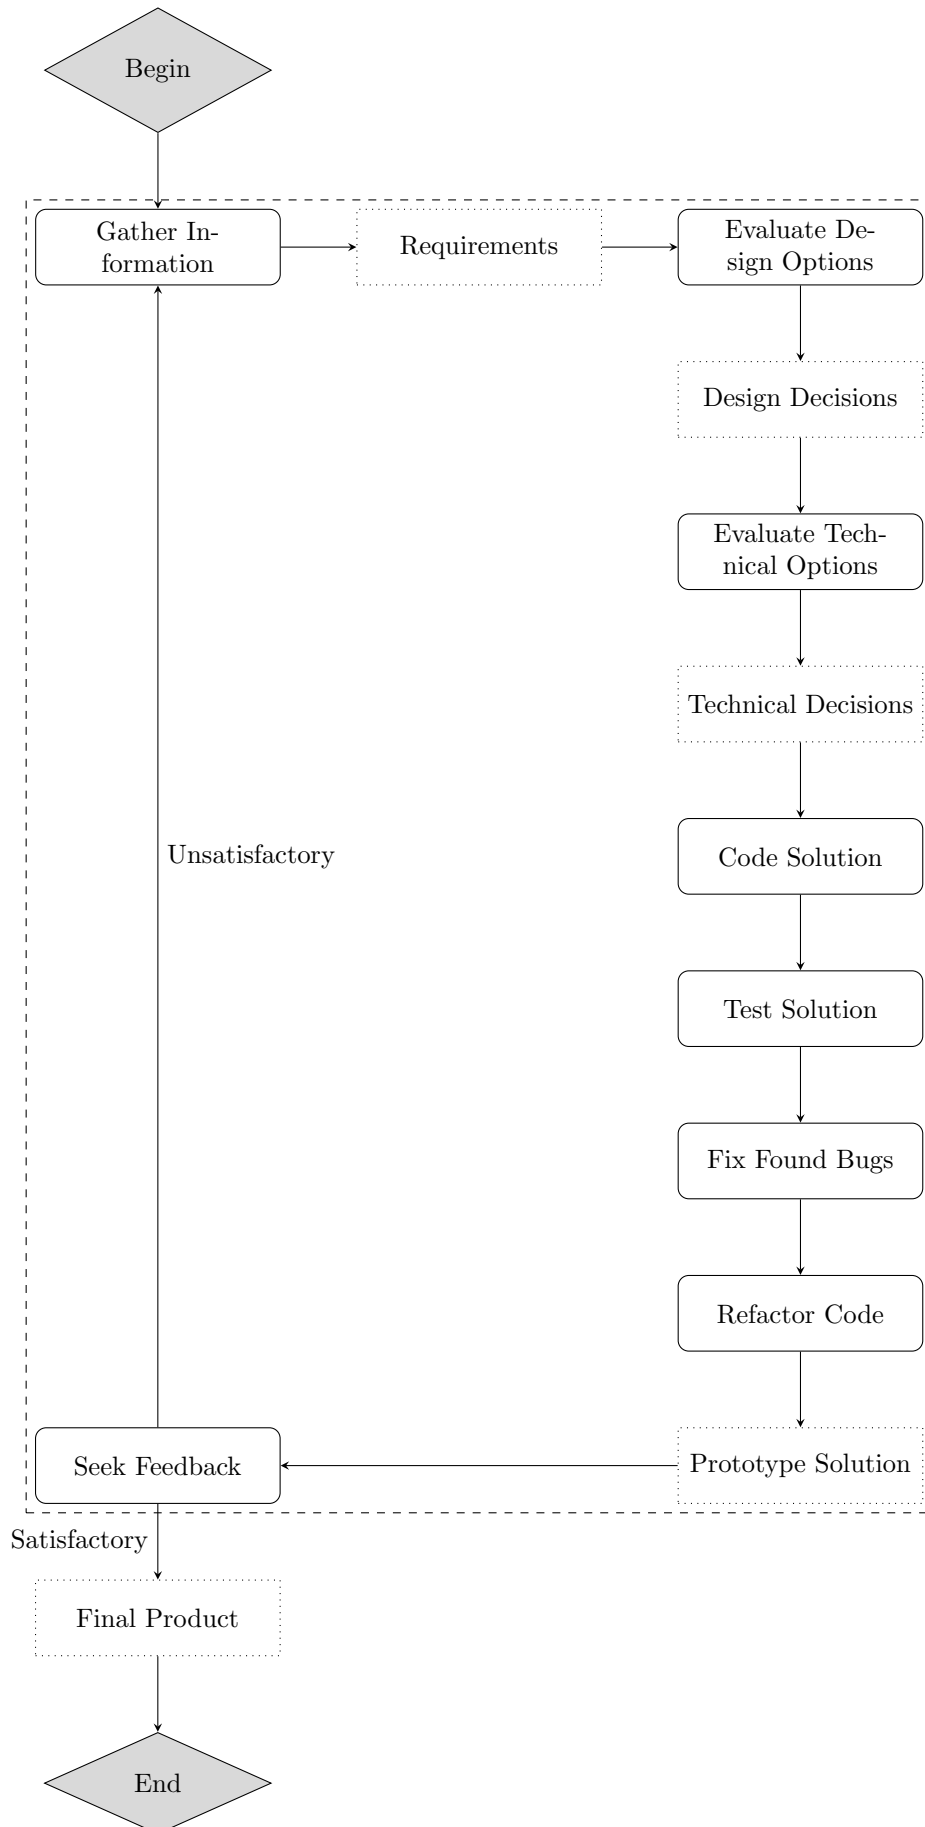 Begin
Gather In-
formation
Requirements
Evaluate De-
sign Options
Design Decisions
Evaluate Tech-
nical Options
Technical Decisions
Code Solution
Unsatisfactory
Test Solution
Fix Found Bugs
Refactor Code
Prototype Solution
Seek Feedback
Satisfactory
Final Product
End